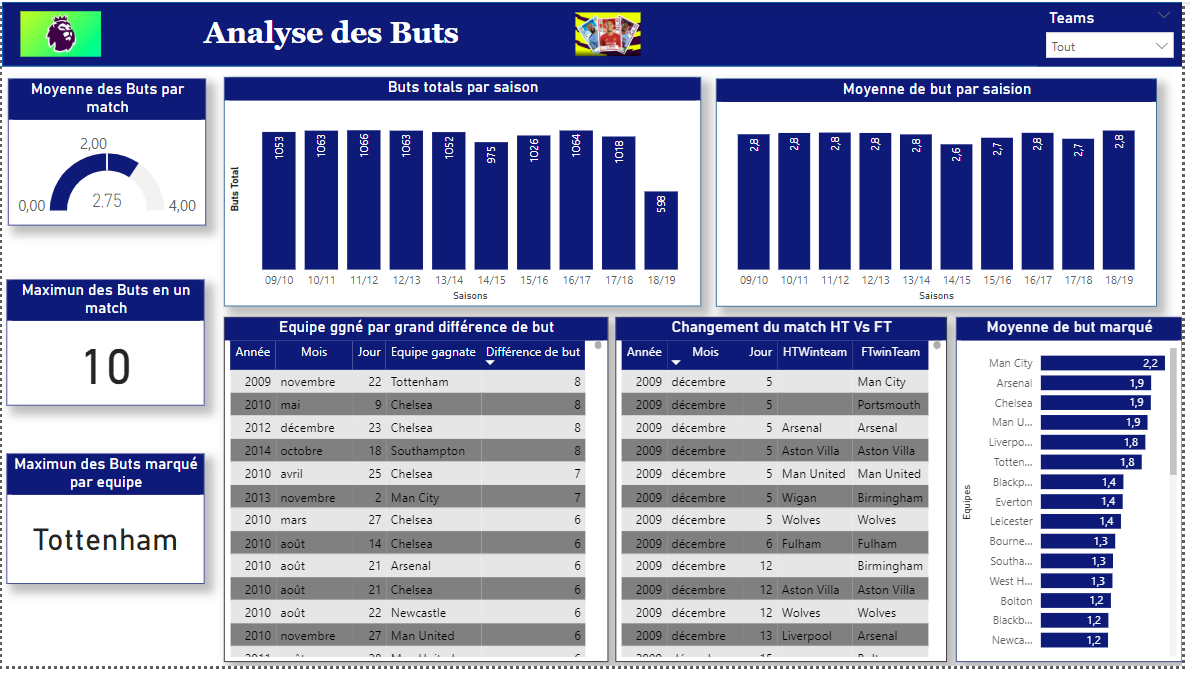 Analyse des Buts
Teams
Tout
Moyenne des Buts par
match
2,00
0,00
2.75
4,00
Maximun des Buts en un
match
10
Maximun des Buts marqué
par equipe
Tottenham
Buts totals par saison
Buts Total
1053 1063 1066 1063 1052 975 1026 1064 1018 598
09/10 10/11 11/12 12/13 13/14 14/15 15/16 16/17 17/18 18/19
Saisons
Moyenne de but par saision
2,8 2,8 2,8 2,8 2,8 2,6 2,7 2,8 2,7 2,8
09/10 10/11 11/12 12/13 13/14 14/15 15/16 16/17 17/18 18/19
Saisons
Equipe ggné par grand différence de but
Année Mois Jour Equipe gagnate Différence de but
2009 novembre 22 Tottenham 8
2010 mai 9 Chelsea 8
2012 décembre 23 Chelsea 8
2014 octobre 18 Southampton 8
2010 avril 25 Chelsea 7
2013 novembre 2 Man City 7
2010 mars 27 Chelsea 6
2010 août 14 Chelsea 6
2010 août 21 Arsenal 6
2010 août 21 Chelsea 6
2010 août 22 Newcastle 6
2010 novembre 27 Man United 6
Changement du match HT Vs FT
Année Mois Jour HTWinteam FTwinTeam
2009 décembre 5 Man City
2009 décembre 5 Portsmouth
2009 décembre 5 Arsenal Arsenal
2009 décembre 5 Aston Villa Aston Villa
2009 décembre 5 Man United Man United
2009 décembre 5 Wigan Birmingham
2009 décembre 5 Wolves Wolves
2009 décembre 6 Fulham Fulham
2009 décembre 12 Birmingham
2009 décembre 12 Aston Villa Aston Villa
2009 décembre 12 Wolves Wolves
2009 décembre 13 Liverpool Arsenal
Moyenne de but marqué
Equipes
Man City 2,2
Arsenal 1,9
Chelsea 1,9
Man U... 1,9
Liverpo... 1,8
Totten... 1,8
Blackp... 1,4
Everton 1,4
Leicester 1,4
Bourne... 1,3
Southa... 1,3
West H... 1,3
Bolton 1,2
Blackb... 1,2
Newca... 1,2